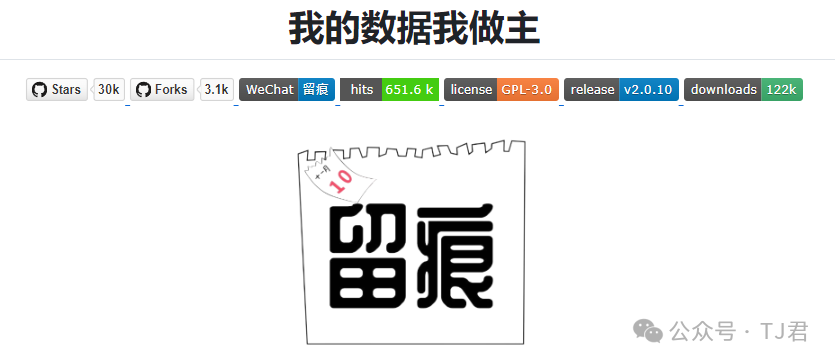 我的数据我做主
Stars 30k Forks 3.1k WeChat 留痕 hits 651.6 k license GPL-3.0 release v2.0.10 downloads 122k
十一月
10
留痕
公众号 · TJ君